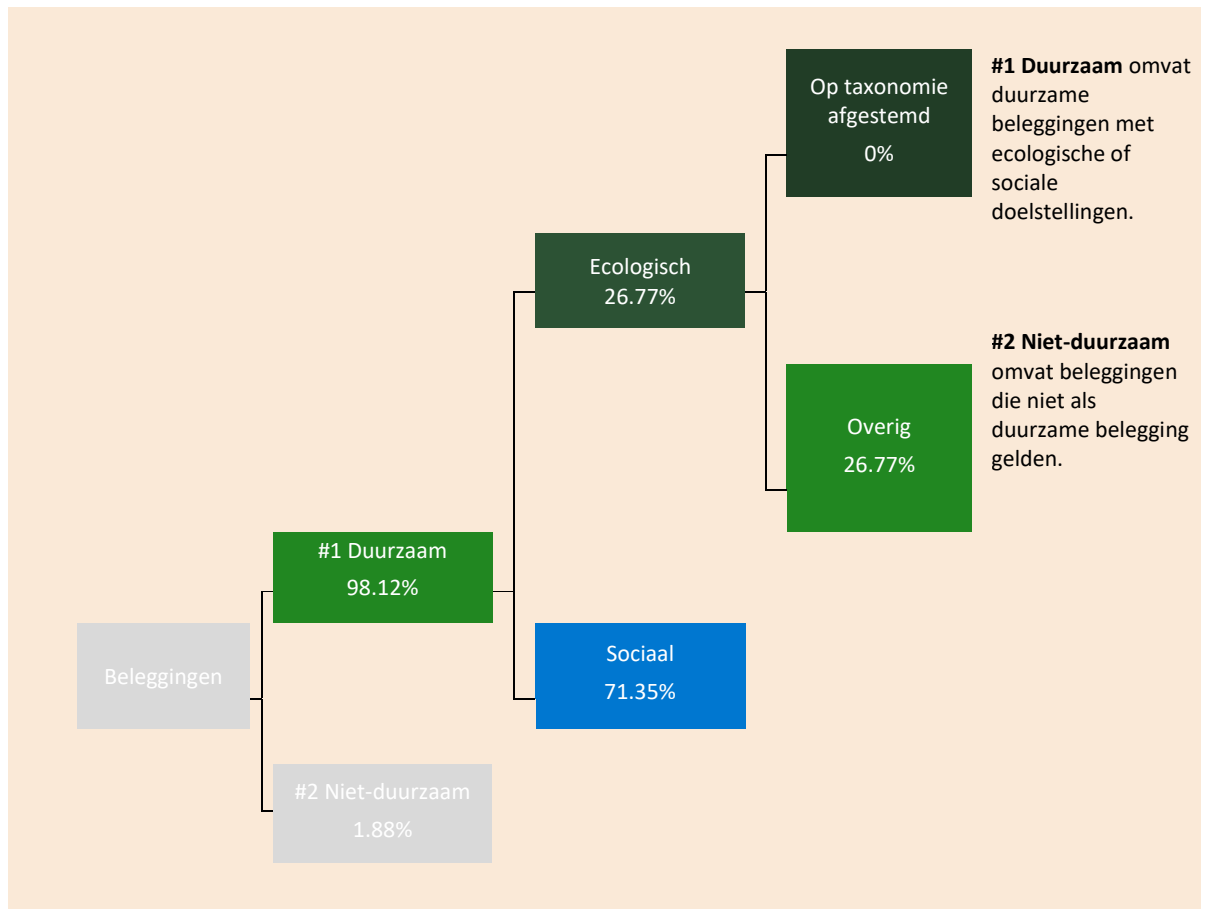 Op taxonomie
afgestemd
0%
#1 Duurzaam omvat
duurzame
beleggingen met
ecologische of
sociale
doelstellingen.
Ecologisch
26.77%
#2 Niet-duurzaam
omvat beleggingen
die niet als
duurzame belegging
gelden.
Overig
26.77%
#1 Duurzaam
98.12%
Beleggingen
Sociaal
71.35%
#2 Niet-duurzaam
1.88%